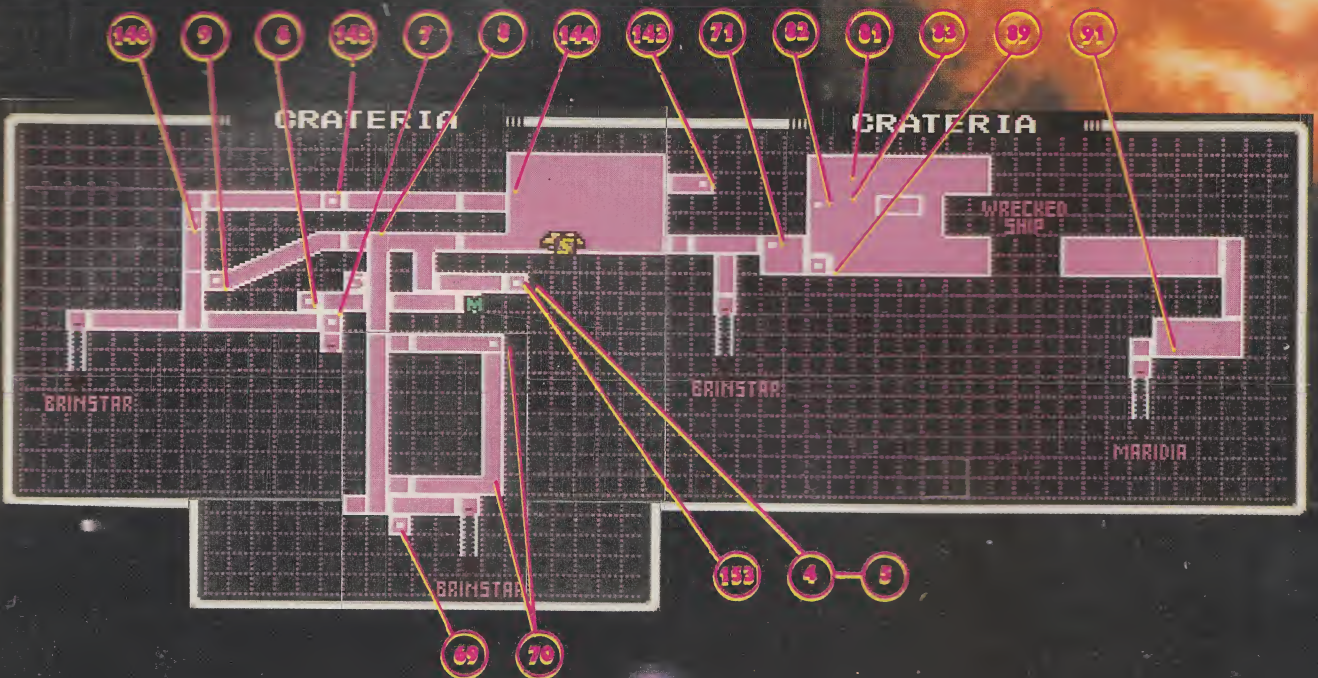 146 9 6 145 7 144 143 71 82 81 83 89 91
CRATERIA CRATERIA
WRECKED
SHIP
S
M
BRINSTAR BRINSTAR
MARIDIA
BRINSTAR
153 4 5
69 70